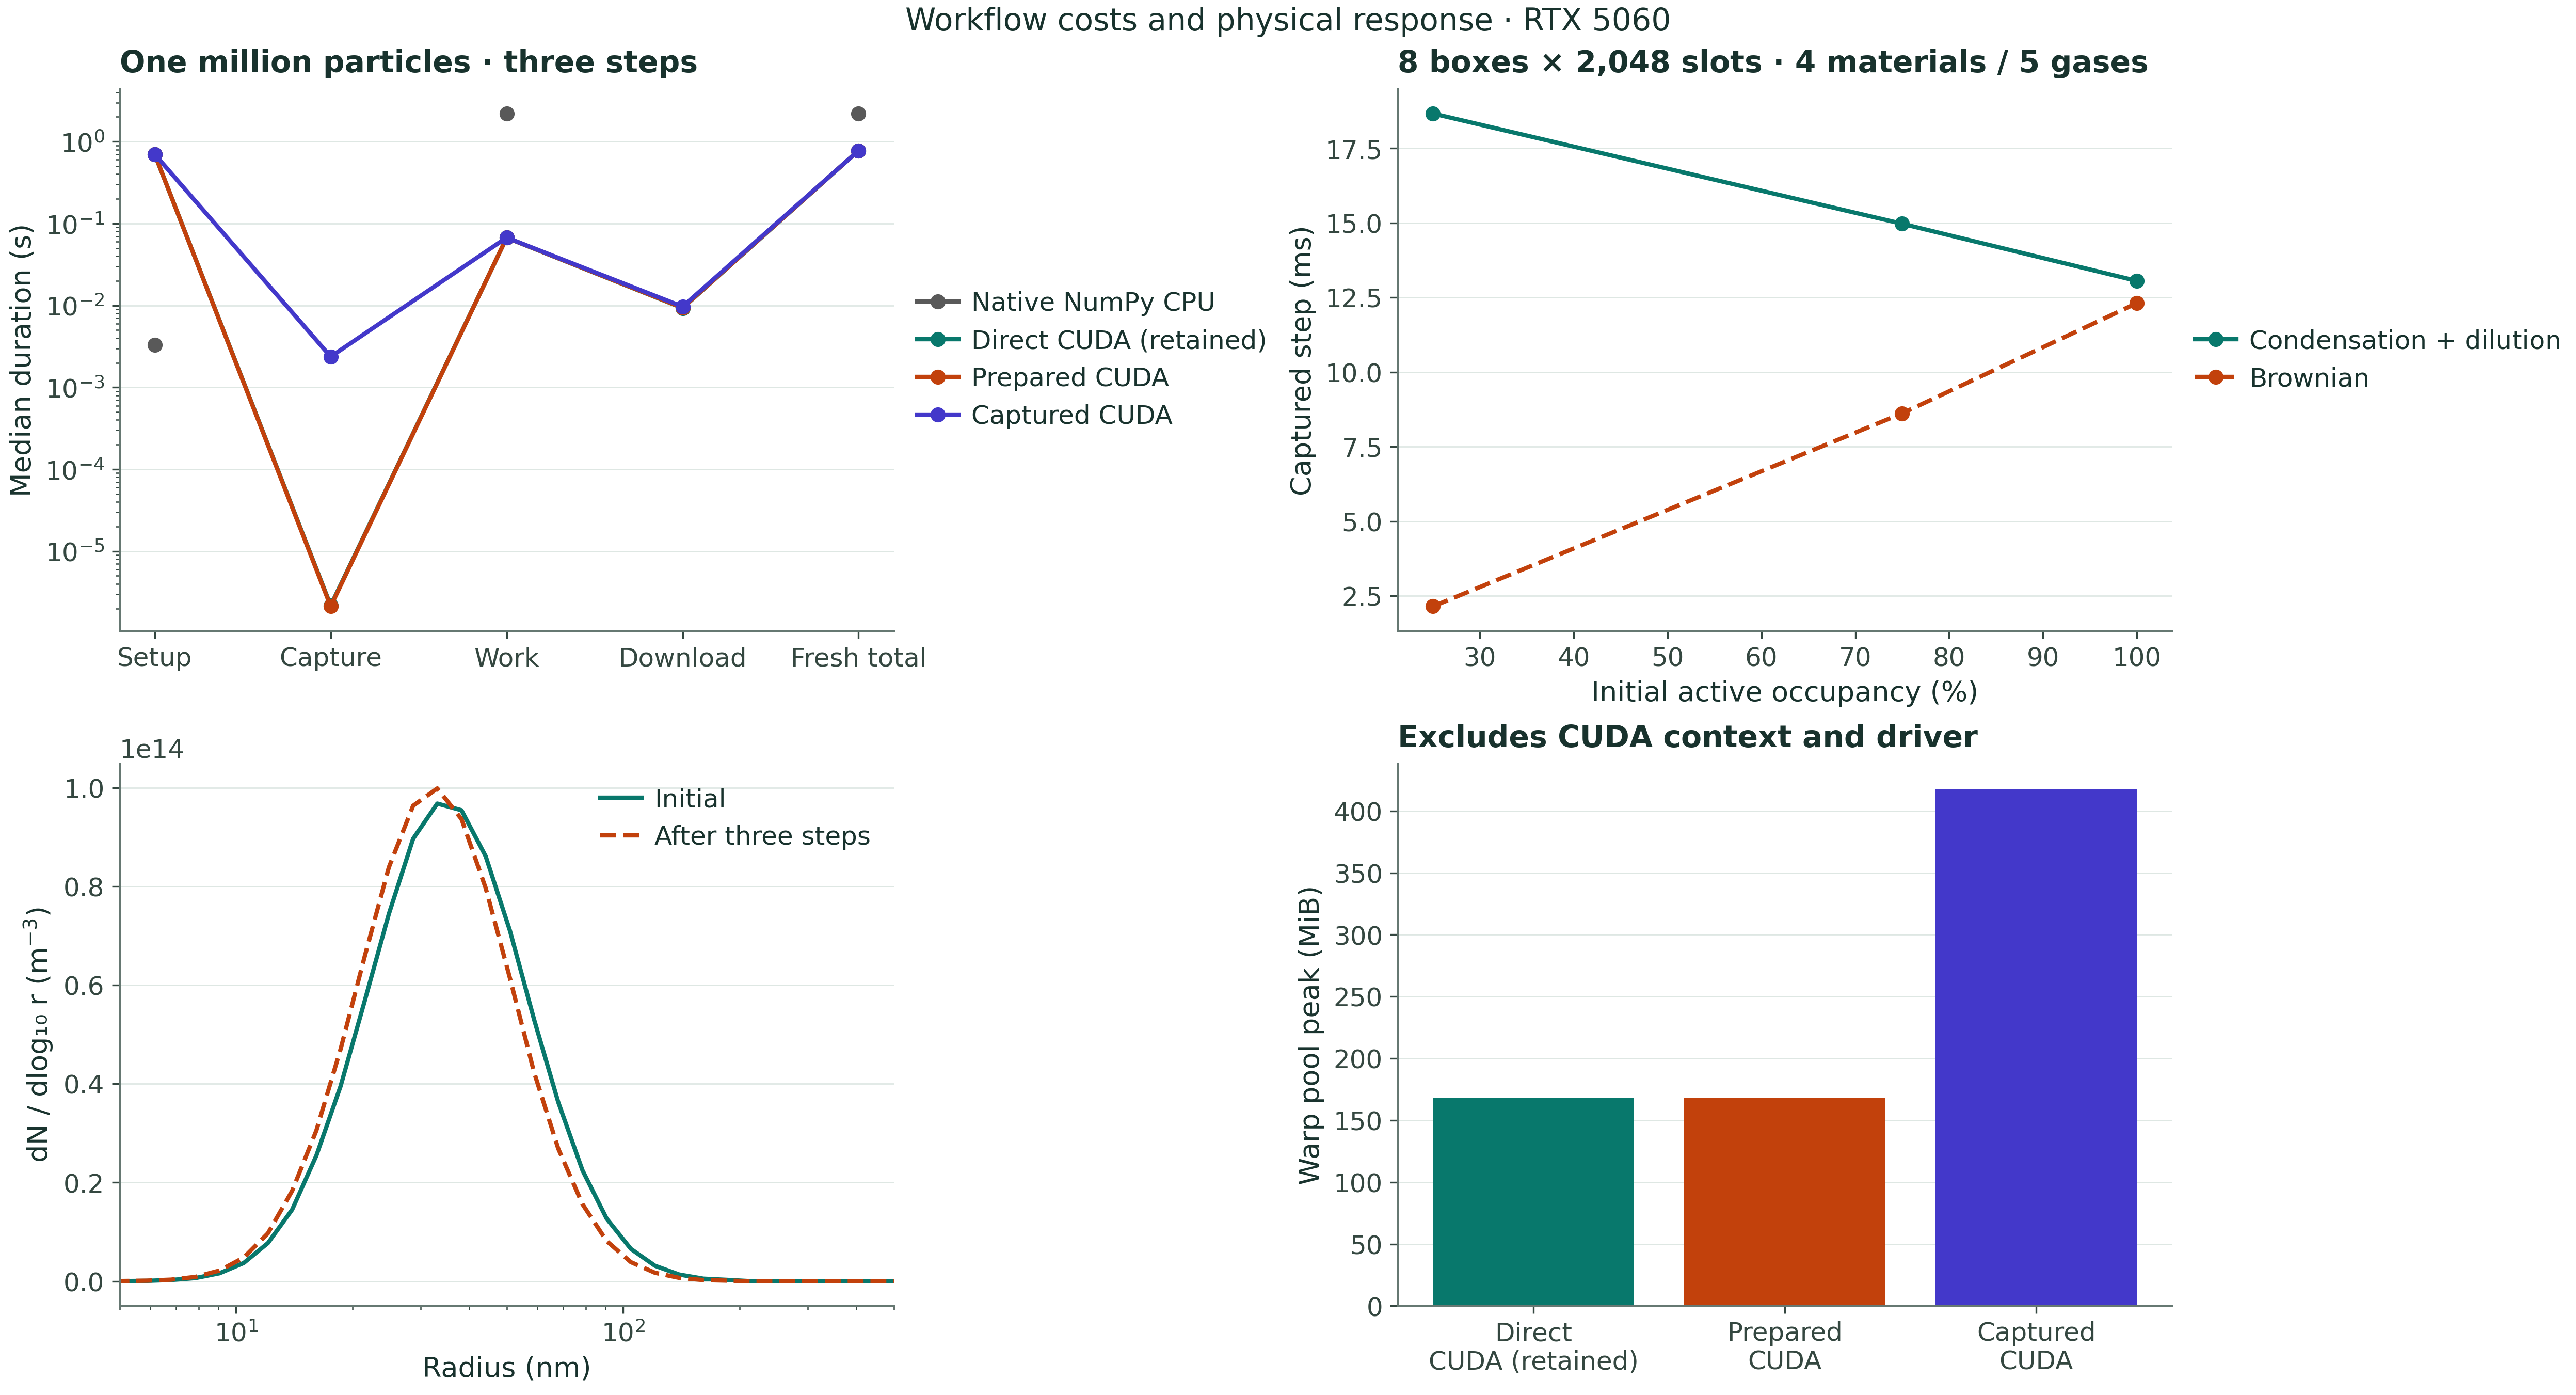 Workflow costs and physical response · RTX 5060
One million particles · three steps
Median duration (s)
10⁰
10⁻¹
10⁻²
10⁻³
10⁻⁴
10⁻⁵
Setup
Capture
Work
Download
Fresh total
Native NumPy CPU
Direct CUDA (retained)
Prepared CUDA
Captured CUDA
8 boxes × 2,048 slots · 4 materials / 5 gases
Captured step (ms)
17.5
15.0
12.5
10.0
7.5
5.0
2.5
30
40
50
60
70
80
90
100
Initial active occupancy (%)
Condensation + dilution
Brownian
1e14
dN / dlog₁₀ r (m⁻³)
1.0
0.8
0.6
0.4
0.2
0.0
10¹
10²
Radius (nm)
Initial
After three steps
Excludes CUDA context and driver
Warp pool peak (MiB)
400
350
300
250
200
150
100
50
0
Direct
CUDA (retained)
Prepared
CUDA
Captured
CUDA